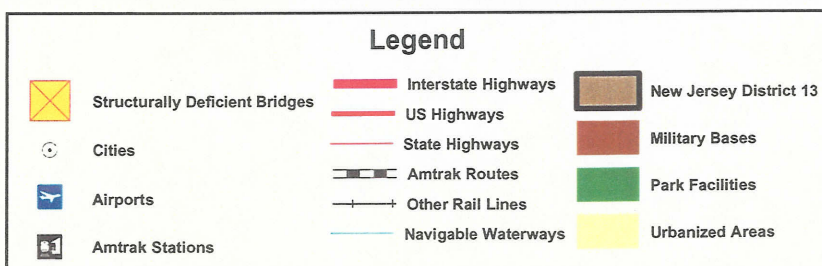 Legend
Structurally Deficient Bridges
Cities
Airports
Amtrak Stations
Interstate Highways
US Highways
State Highways
Amtrak Routes
Other Rail Lines
Navigable Waterways
New Jersey District 13
Military Bases
Park Facilities
Urbanized Areas